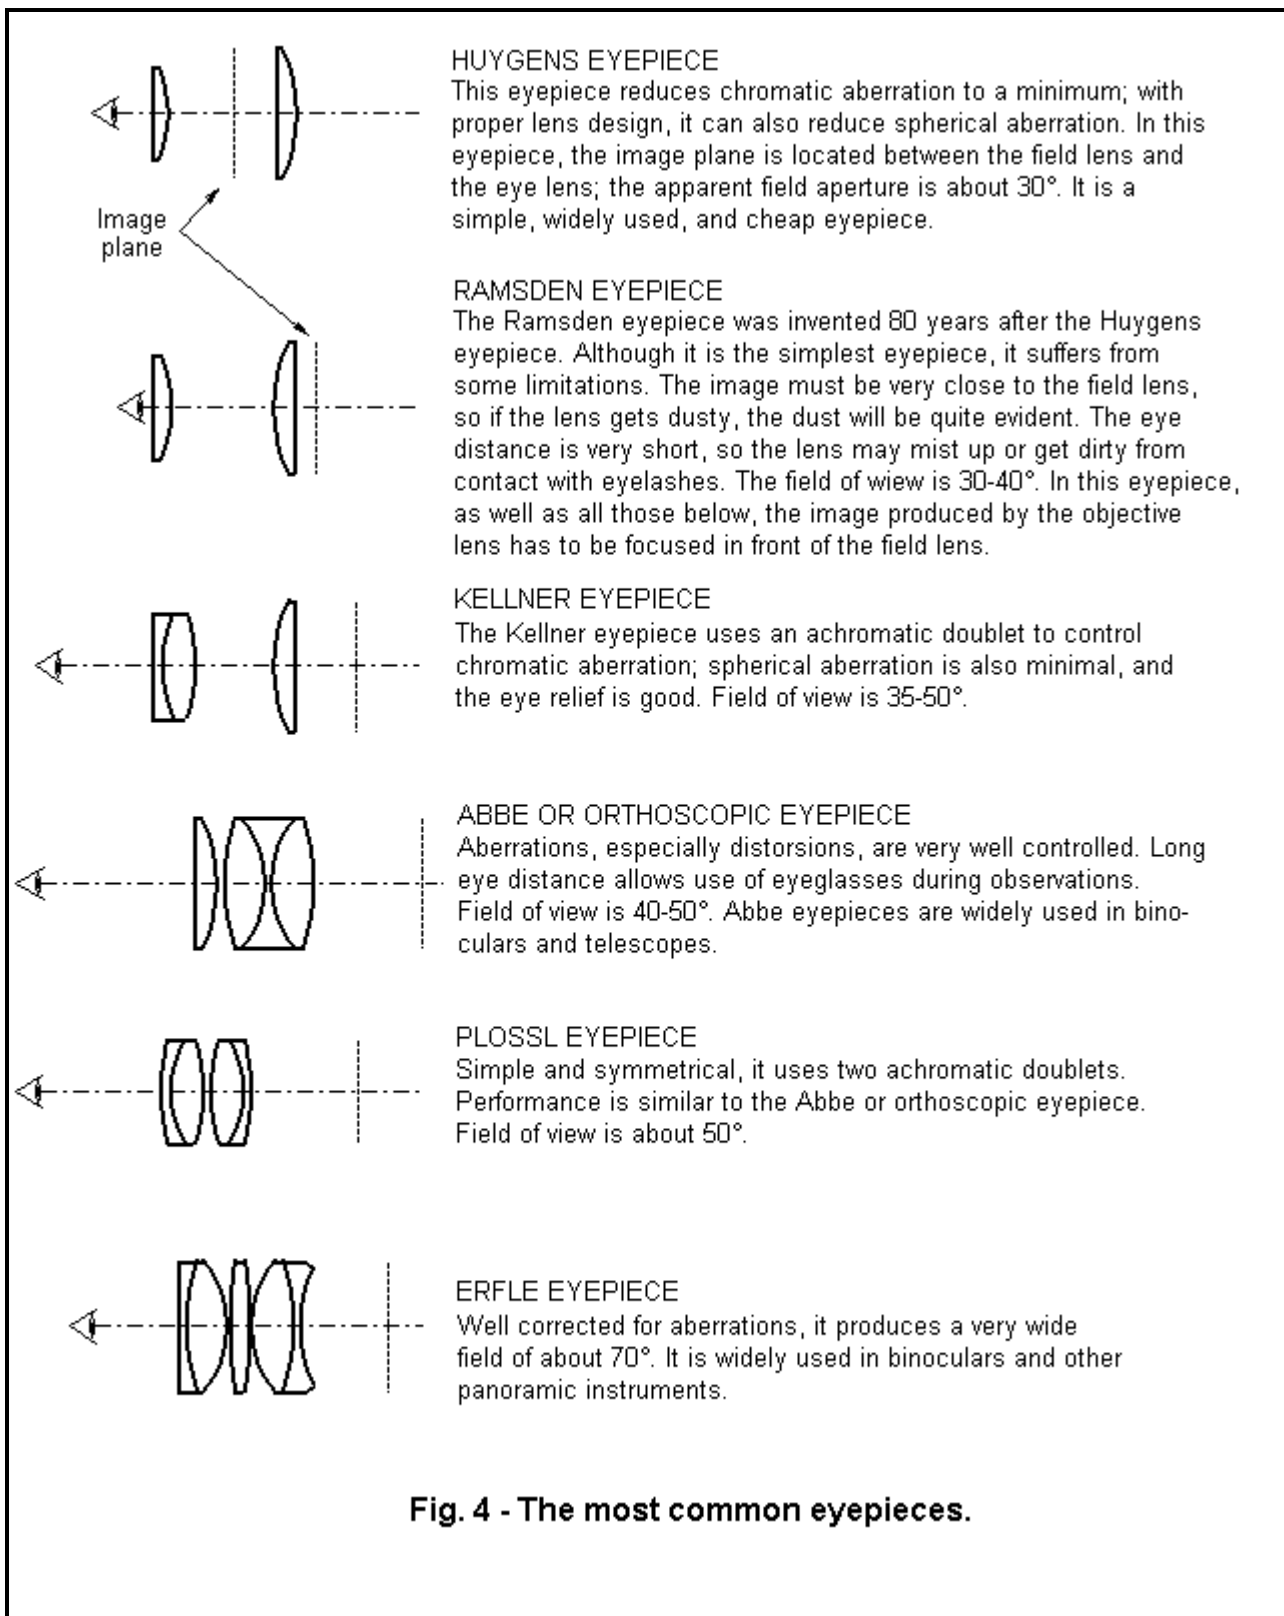 HUYGENS EYEPIECE
This eyepiece reduces chromatic aberration to a minimum; with
proper lens design, it can also reduce spherical aberration. In this
eyepiece, the image plane is located between the field lens and
the eye lens; the apparent field aperture is about 30°. It is a
simple, widely used, and cheap eyepiece.
Image
plane
RAMSDEN EYEPIECE
The Ramsden eyepiece was invented 80 years after the Huygens
eyepiece. Although it is the simplest eyepiece, it suffers from
some limitations. The image must be very close to the field lens,
so if the lens gets dusty, the dust will be quite evident. The eye
distance is very short, so the lens may mist up or get dirty from
contact with eyelashes. The field of wiew is 30-40°. In this eyepiece,
as well as all those below, the image produced by the objective
lens has to be focused in front of the field lens.
KELLNER EYEPIECE
The Kellner eyepiece uses an achromatic doublet to control
chromatic aberration; spherical aberration is also minimal, and
the eye relief is good. Field of view is 35-50°.
ABBE OR ORTHOSCOPIC EYEPIECE
Aberrations, especially distorsions, are very well controlled. Long
eye distance allows use of eyeglasses during observations.
Field of view is 40-50°. Abbe eyepieces are widely used in bino-
culars and telescopes.
PLOSSL EYEPIECE
Simple and symmetrical, it uses two achromatic doublets.
Performance is similar to the Abbe or orthoscopic eyepiece.
Field of view is about 50°.
ERFLE EYEPIECE
Well corrected for aberrations, it produces a very wide
field of about 70°. It is widely used in binoculars and other
panoramic instruments.
Fig. 4 - The most common eyepieces.